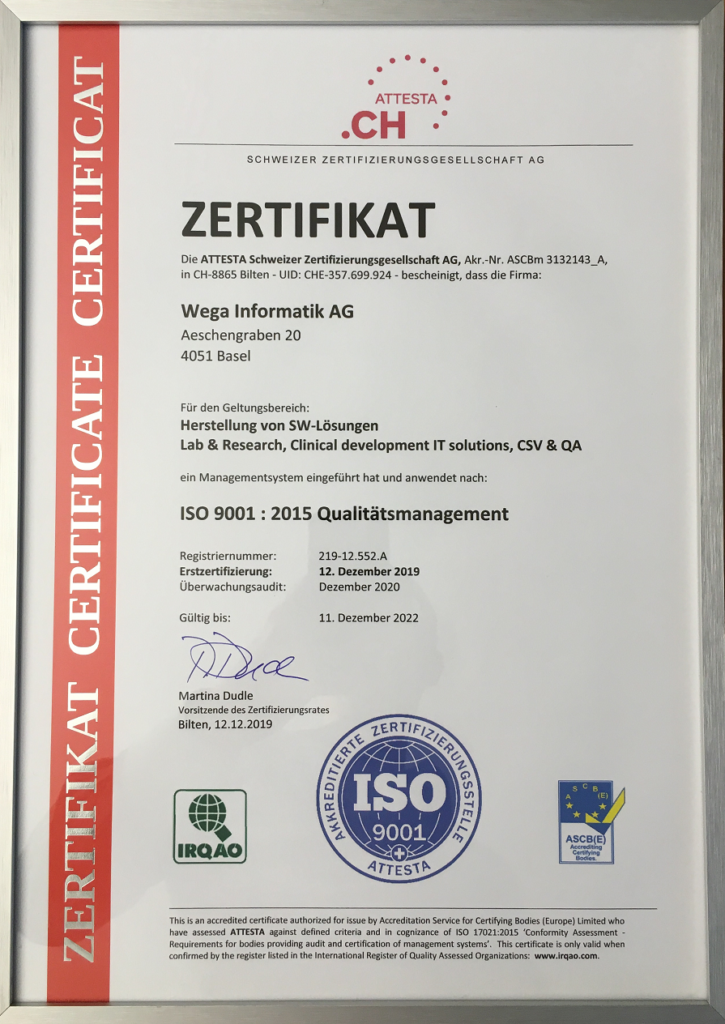 ZERTIFIKAT CERTIFICATE CERTIFICAT
ATTESTA
.CH
SCHWEIZER ZERTIFIZIERUNGSGESELLSCHAFT AG
ZERTIFIKAT
Die ATTESTA Schweizer Zertifizierungsgesellschaft AG, Akr.-Nr. ASCBm 3132143_A,
in CH-8865 Bilten - UID: CHE-357.699.924 - bescheinigt, dass die Firma:
Wega Informatik AG
Aeschengraben 20
4051 Basel
Für den Geltungsbereich:
Herstellung von SW-Lösungen
Lab & Research, Clinical development IT solutions, CSV & QA
ein Managementsystem eingeführt hat und anwendet nach:
ISO 9001 : 2015 Qualitätsmanagement
Registriernummer: 219-12.552.A
Erstzertifizierung: 12. Dezember 2019
Überwachungsaudit: Dezember 2020
Gültig bis: 11. Dezember 2022
Martina Dudle
Vorsitzende des Zertifizierungsrates
Bilten, 12.12.2019
AKKREDITIERTE ZERTIFIZIERUNGSSTELLE
ISO
9001
ATTESTA
IRQAO
A S C B (E)
ASCB(E)
Accrediting
Certifying
Bodies.
This is an accredited certificate authorized for issue by Accreditation Service for Certifying Bodies (Europe) Limited who
have assessed ATTESTA against defined criteria and in cognizance of ISO 17021:2015 'Conformity Assessment -
Requirements for bodies providing audit and certification of management systems'. This certificate is only valid when
confirmed by the register listed in the International Register of Quality Assessed Organizations: www.irqao.com.